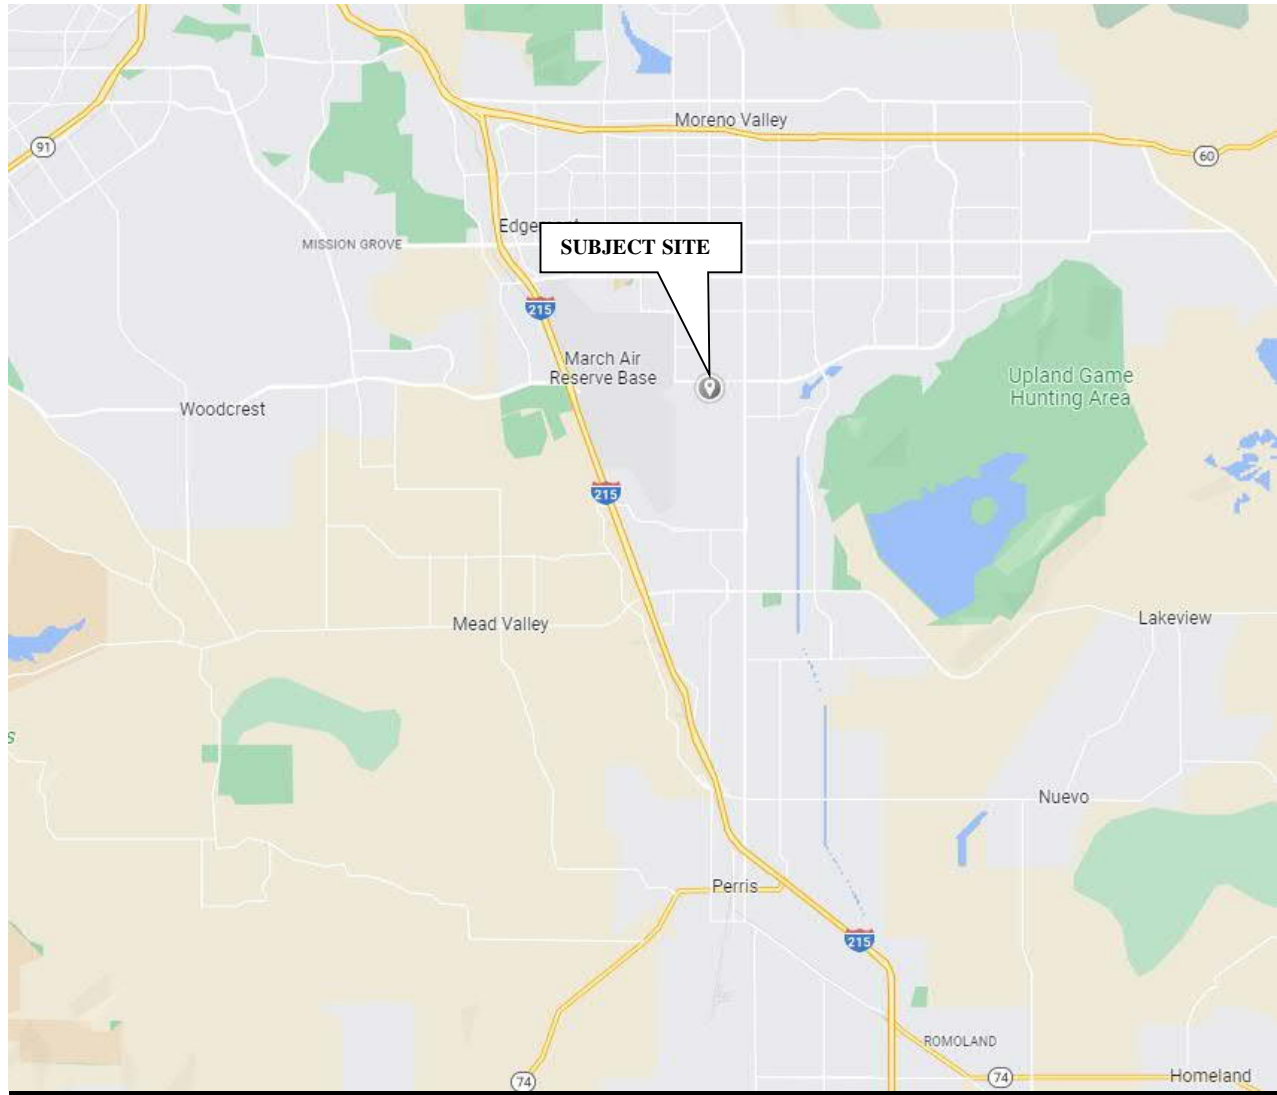 Moreno Valley
91
60
Edgemont
MISSION GROVE
SUBJECT SITE
215
March Air
Reserve Base
Upland Game
Hunting Area
Woodcrest
215
Lakeview
Mead Valley
S
Nuevo
Perris
215
ROMOLAND
74
74
Homeland